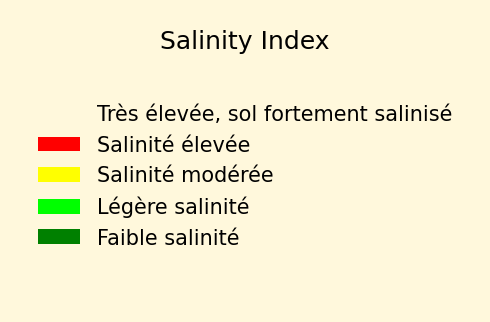 Salinity Index
Très élevée, sol fortement salinisé
Salinité élevée
Salinité modérée
Légère salinité
Faible salinité